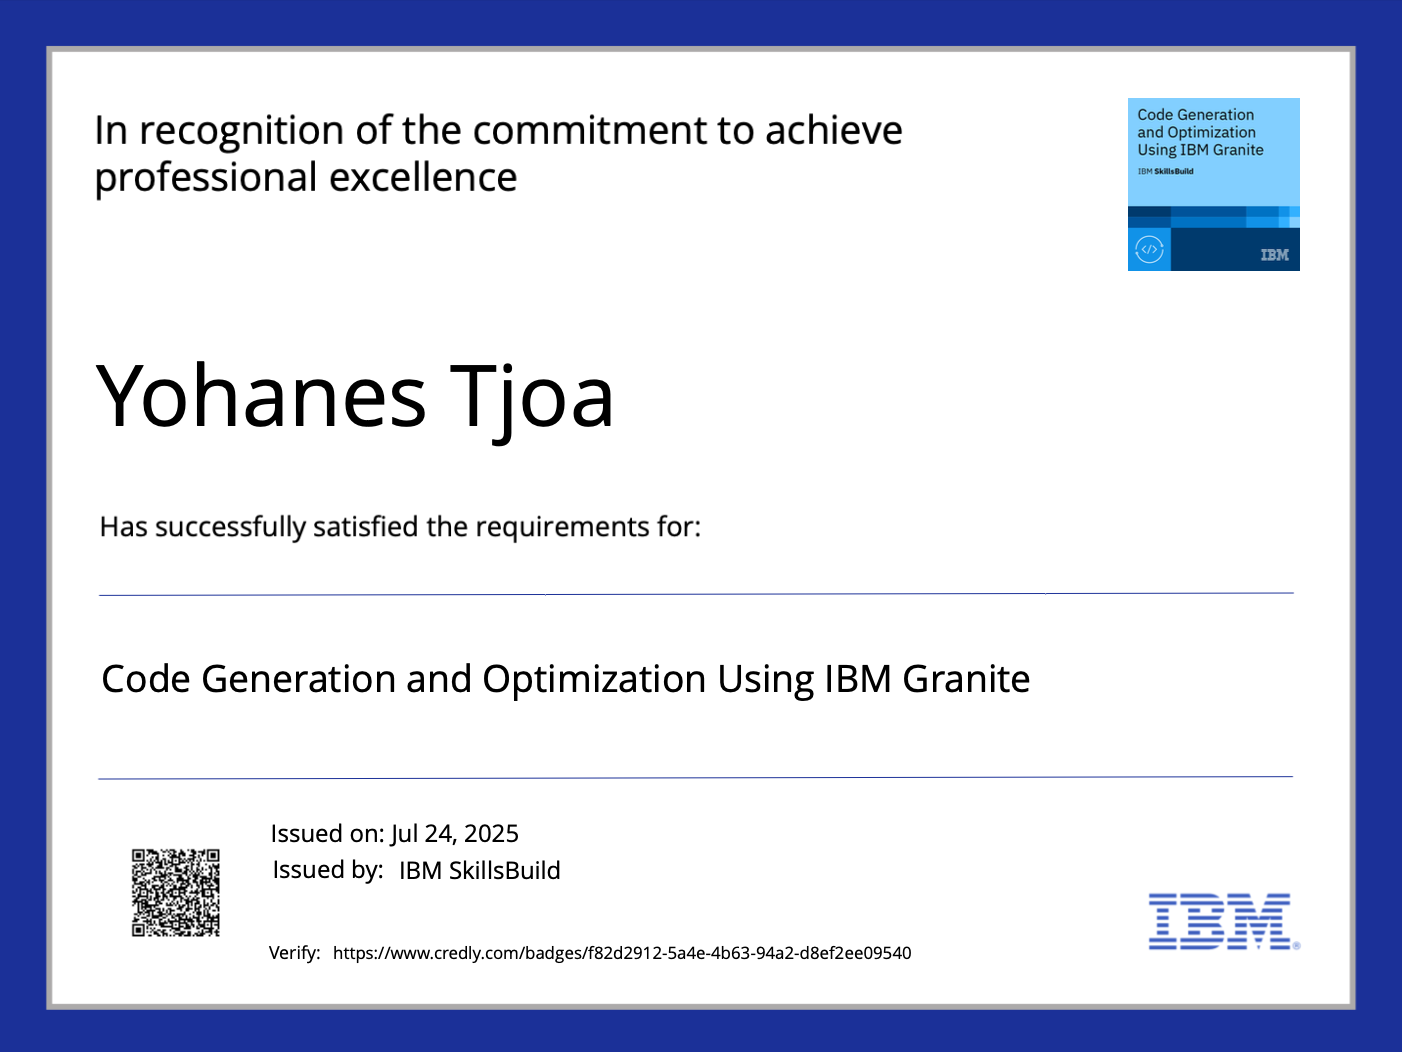 In recognition of the commitment to achieve
professional excellence
Code Generation
and Optimization
Using IBM Granite
IBM SkillsBuild
</>
IBM
Yohanes Tjoa
Has successfully satisfied the requirements for:
Code Generation and Optimization Using IBM Granite
Issued on: Jul 24, 2025
Issued by: IBM SkillsBuild
Verify: https://www.credly.com/badges/f82d2912-5a4e-4b63-94a2-d8ef2ee09540
IBM®